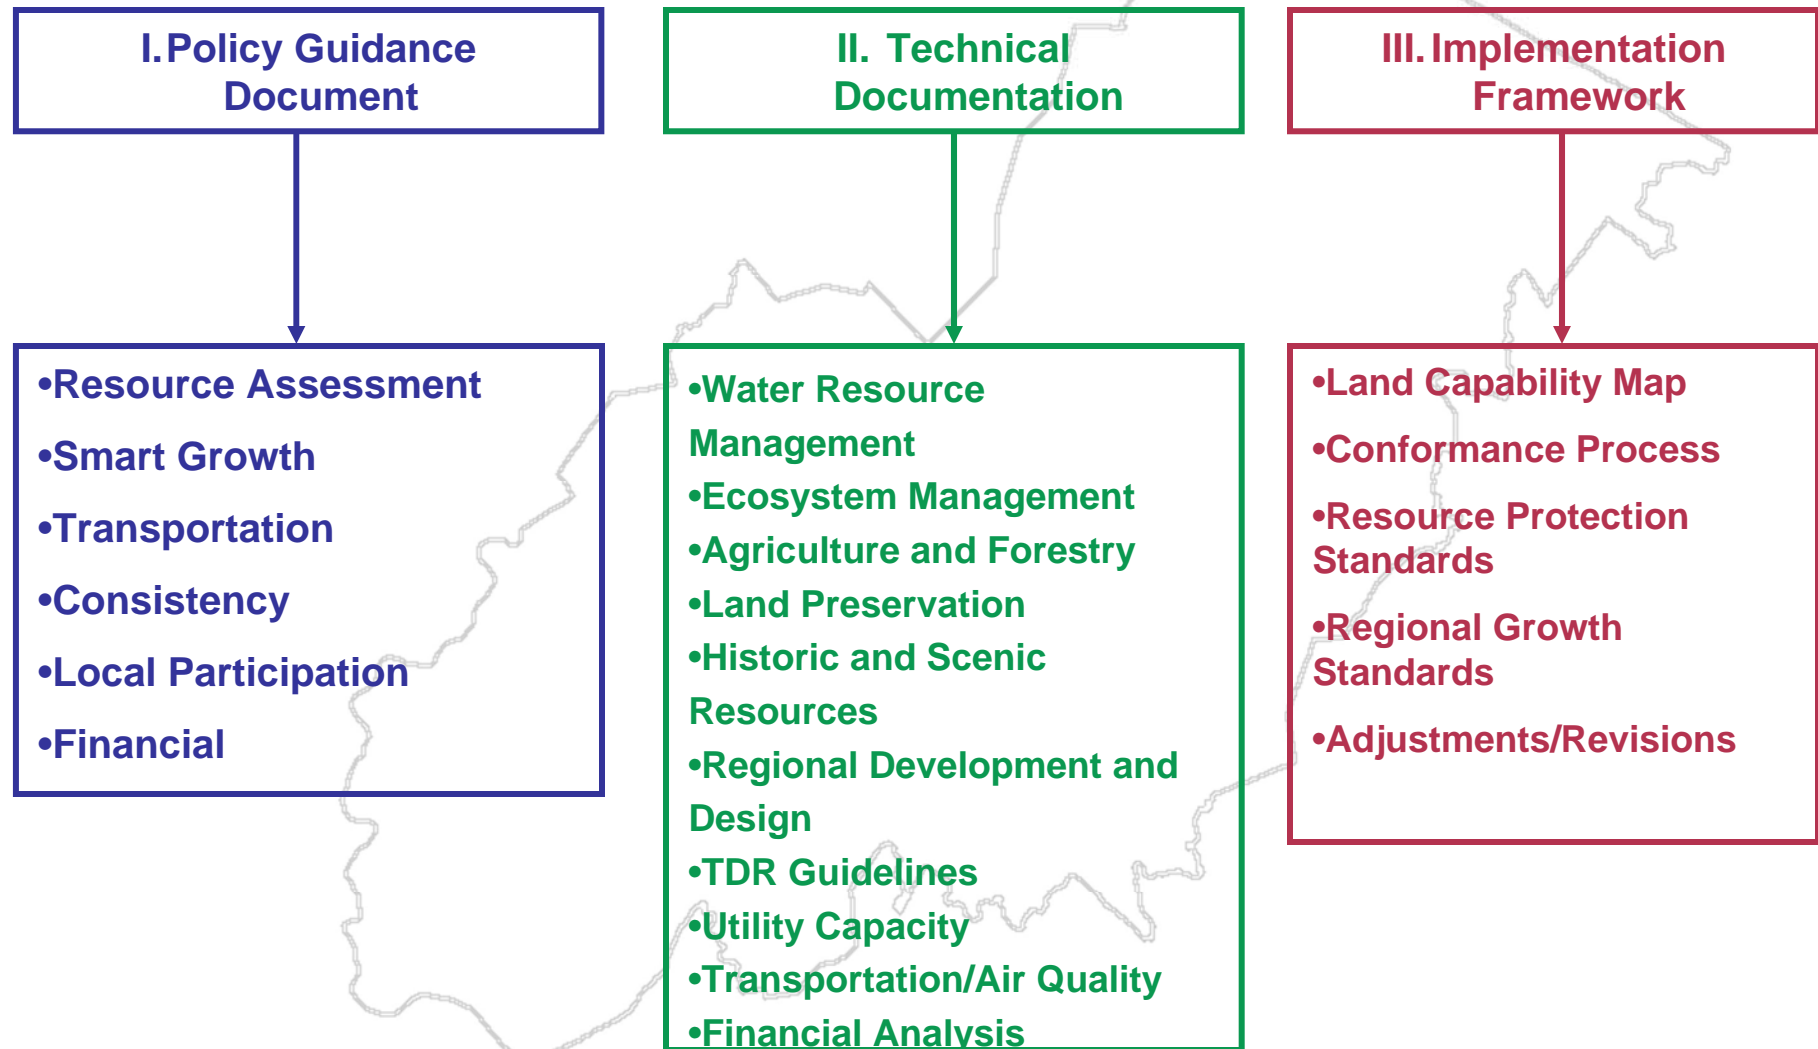 I. Policy Guidance
Document
II. Technical
Documentation
III. Implementation
Framework
•Resource Assessment
•Smart Growth
•Transportation
•Consistency
•Local Participation
•Financial
•Water Resource
Management
•Ecosystem Management
•Agriculture and Forestry
•Land Preservation
•Historic and Scenic
Resources
•Regional Development and
Design
•TDR Guidelines
•Utility Capacity
•Transportation/Air Quality
•Financial Analysis
•Land Capability Map
•Conformance Process
•Resource Protection
Standards
•Regional Growth
Standards
•Adjustments/Revisions